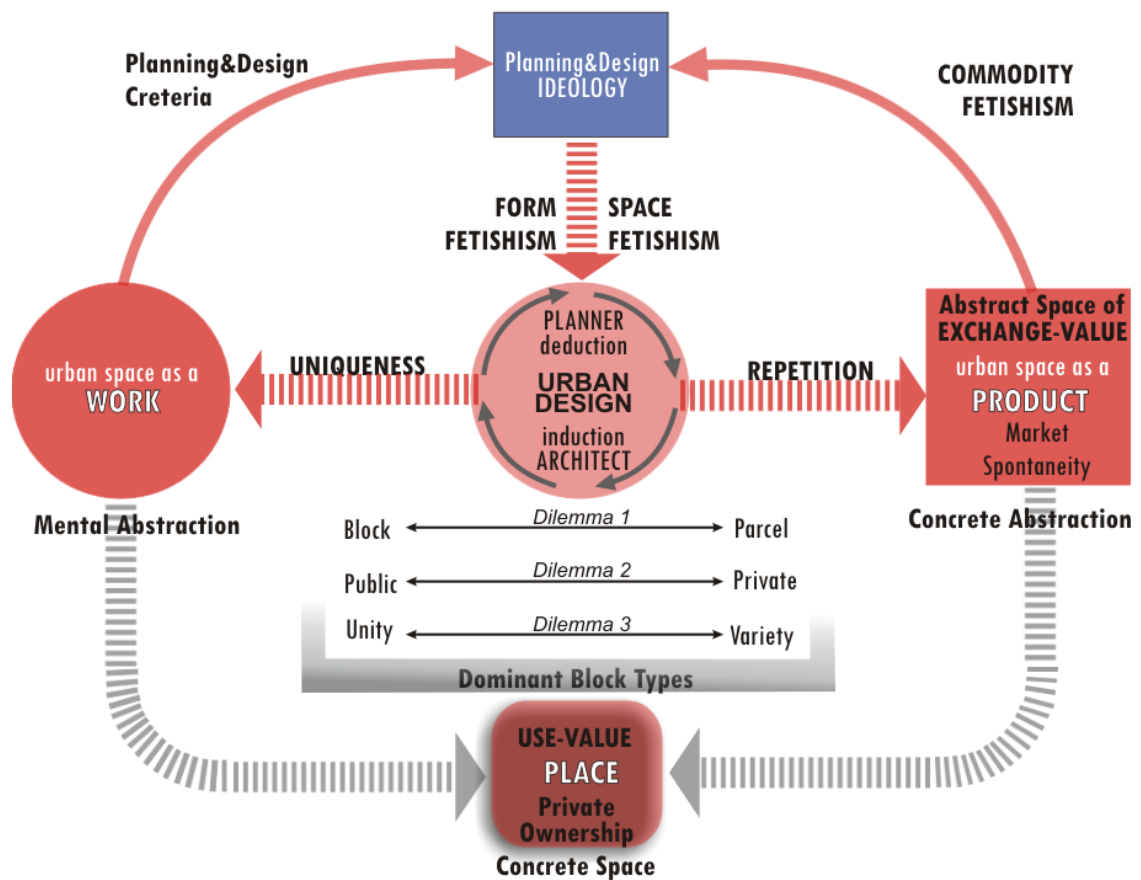 Planning&Design
IDEOLOGY
Planning&Design
Creteria
COMMODITY
FETISHISM
FORM
FETISHISM
SPACE
FETISHISM
urban space as a
WORK
UNIQUENESS
PLANNER
deduction
URBAN
DESIGN
induction
ARCHITECT
REPETITION
Abstract Space of
EXCHANGE-VALUE
urban space as a
PRODUCT
Market
Spontaneity
Mental Abstraction
Concrete Abstraction
Block Dilemma 1 Parcel
Public Dilemma 2 Private
Unity Dilemma 3 Variety
Dominant Block Types
USE-VALUE
PLACE
Private
Ownership
Concrete Space